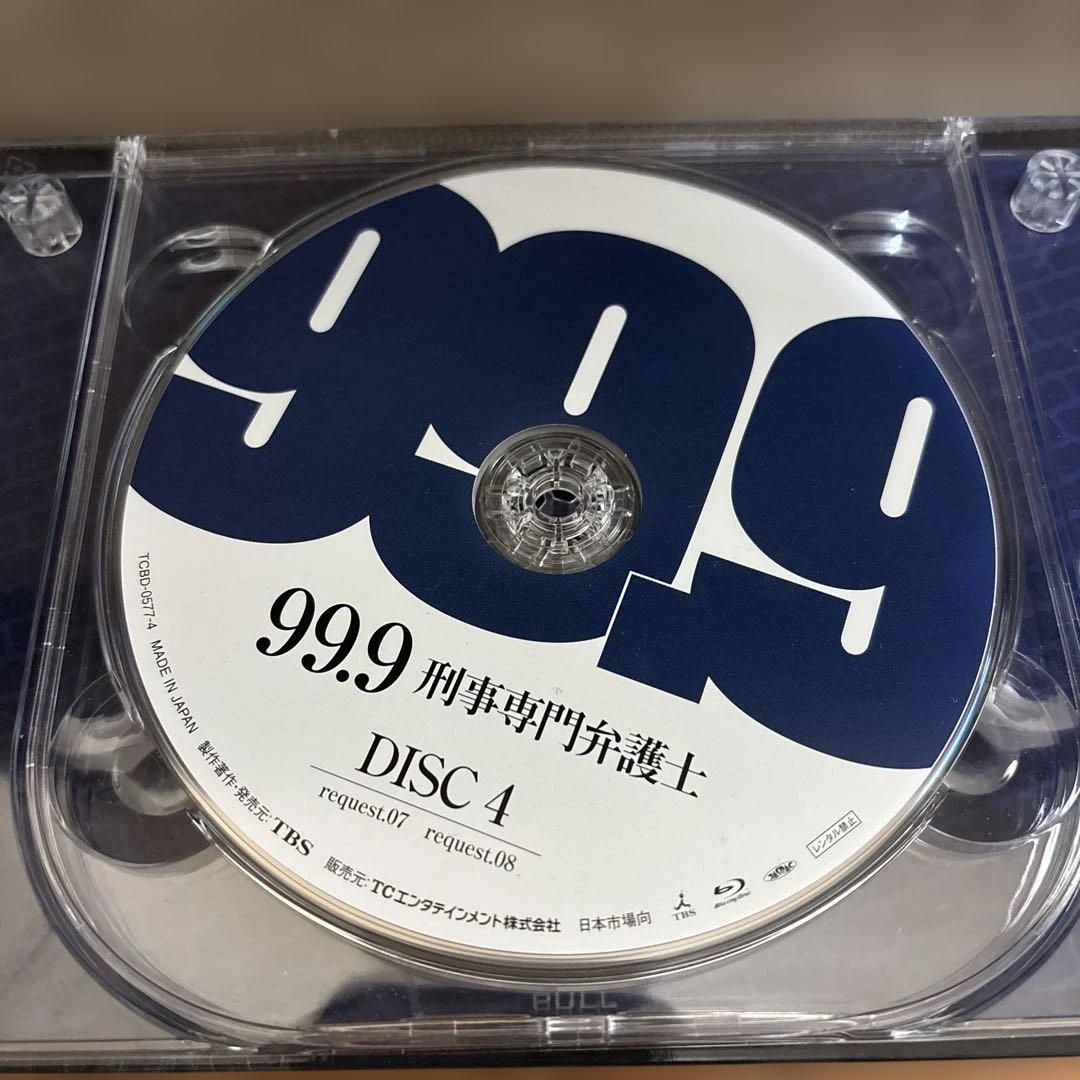 99.9
99.9 刑事専門弁護士
DISC 4
request.07 request.08
TCBD-0577-4 MADE IN JAPAN 製作著作・発売元:TBS 販売元:TCエンタテインメント株式会社 日本市場向
TBS
Blu-ray Disc
レンタル禁止